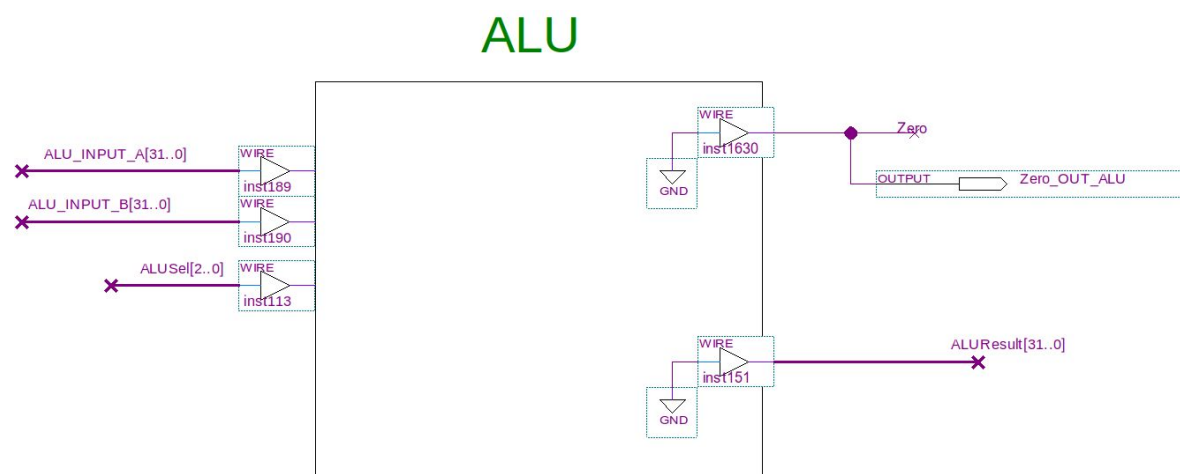 ALU
WIRE
inst1630
GND
Zero
OUTPUT
Zero_OUT_ALU
ALU_INPUT_A[31..0]
WIRE
inst189
ALU_INPUT_B[31..0]
WIRE
inst190
ALUSel[2..0]
WIRE
inst113
WIRE
inst151
GND
ALUResult[31..0]